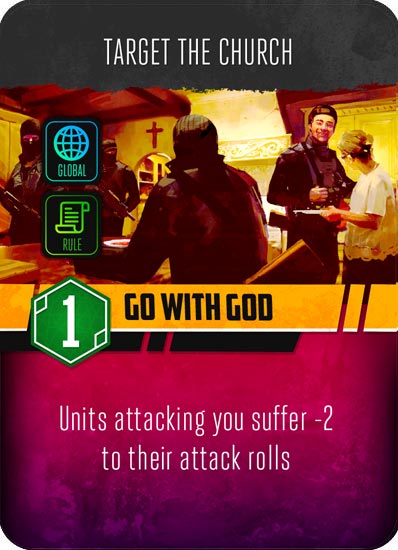 TARGET THE CHURCH
GLOBAL
RULE
1
GO WITH GOD
Units attacking you suffer -2
to their attack rolls